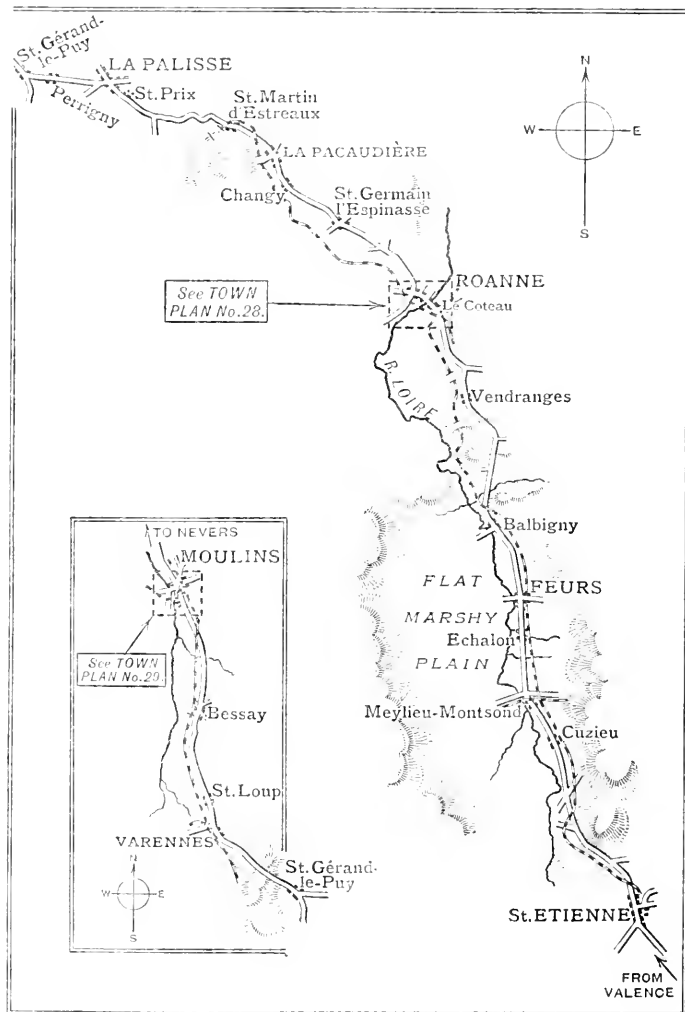 St. Gérand-
le-Puy
LA PALISSE
Perrigny
St. Prix
St. Martin
d'Estreaux
LA PACAUDIÈRE
Changy
St. Germain
l'Espinasse
N
W
E
S
See TOWN
PLAN No. 28.
ROANNE
Le Coteau
R. LOIRE
Vendranges
Balbigny
FLAT
FEURS
MARSHY
Echalon
PLAIN
Meylieu-Montsond
Cuzieu
St. ETIENNE
FROM
VALENCE
TO NEVERS
MOULINS
See TOWN
PLAN No. 29.
Bessay
St. Loup
VARENNES
St. Gérand-
le-Puy
N
W
E
S